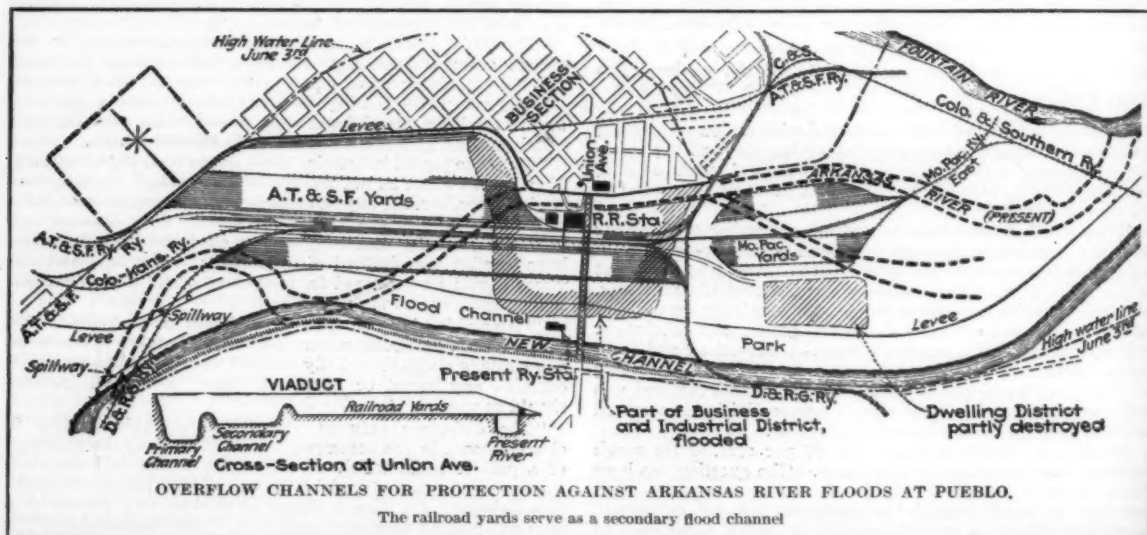 High Water Line
June 3rd
BUSINESS
SECTION
C. & S.
A.T. & S.F. Ry.
FOUNTAIN
RIVER
Colo. & Southern Ry.
Levee
Union
Ave.
Mo. Pac. Ry.
East
ARKANSAS
RIVER
(PRESENT)
A.T. & S.F. Yards
R.R. Sta.
Mo. Pac.
Yards
A.T. & S.F. Ry. Ry.
Colo.-Kans. Ry.
A.T. & S.F.
Levee
Spillway
Spillway
Flood Channel
NEW CHANNEL
Park
Levee
High water line
June 3rd
D. & R.G. Ry.
Present Ry. Sta.
D. & R.G. Ry.
VIADUCT
Railroad Yards
Primary
Channel
Secondary
Channel
Present
River
Cross-Section at Union Ave.
Part of Business
and Industrial District,
flooded
Dwelling District
partly destroyed
OVERFLOW CHANNELS FOR PROTECTION AGAINST ARKANSAS RIVER FLOODS AT PUEBLO.
The railroad yards serve as a secondary flood channel